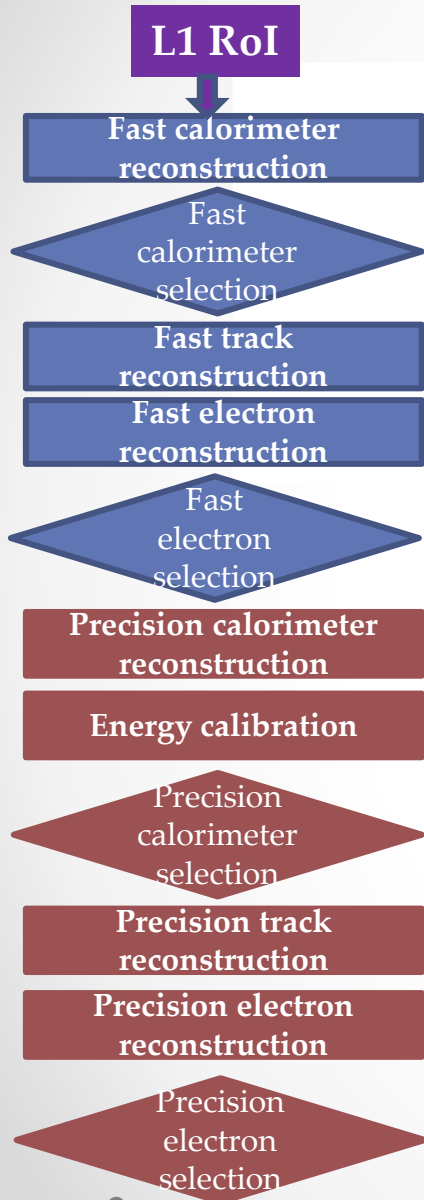 L1 RoI
Fast calorimeter
reconstruction
Fast
calorimeter
selection
Fast track
reconstruction
Fast electron
reconstruction
Fast
electron
selection
Precision calorimeter
reconstruction
Energy calibration
Precision
calorimeter
selection
Precision track
reconstruction
Precision electron
reconstruction
Precision
electron
selection